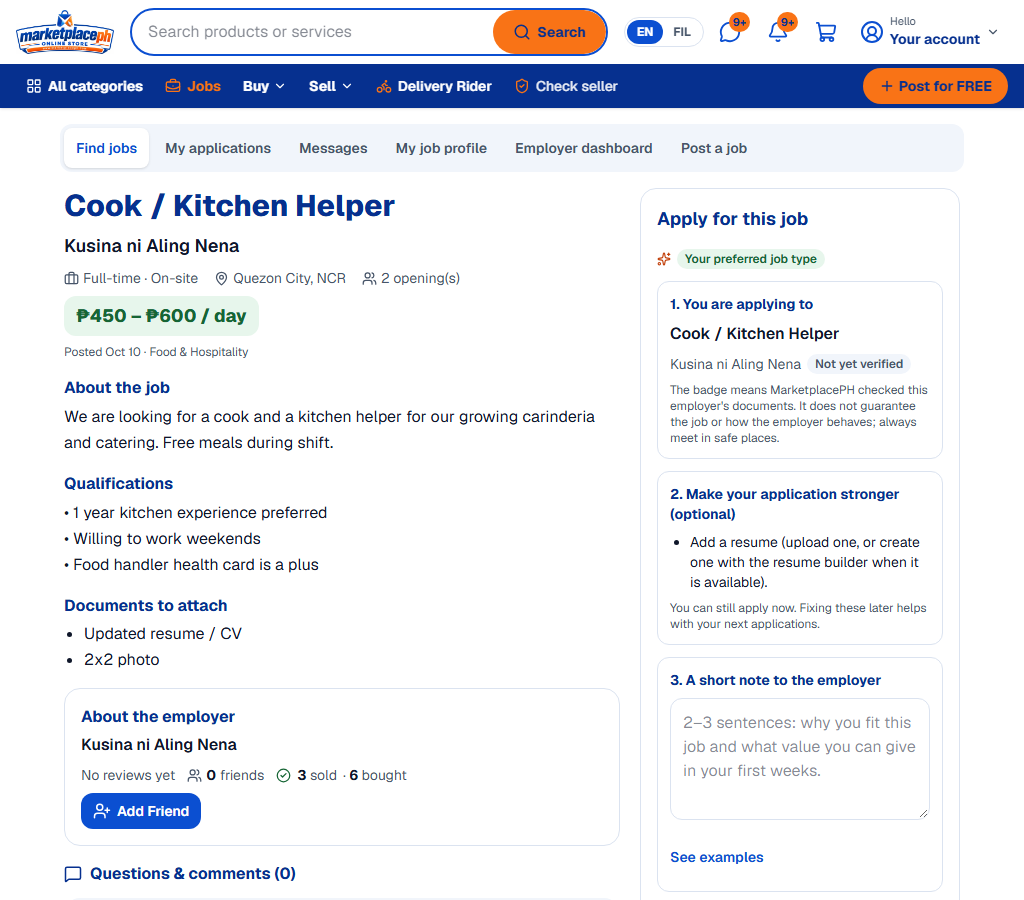 marketplaceph
ONLINE STORE
Search products or services
Search
EN
FIL
9+
9+
Hello
Your account
All categories
Jobs
Buy
Sell
Delivery Rider
Check seller
+ Post for FREE
Find jobs
My applications
Messages
My job profile
Employer dashboard
Post a job
Cook / Kitchen Helper
Kusina ni Aling Nena
Full-time · On-site
Quezon City, NCR
2 opening(s)
₱450 – ₱600 / day
Posted Oct 10 · Food & Hospitality
About the job
We are looking for a cook and a kitchen helper for our growing carinderia
and catering. Free meals during shift.
Qualifications
• 1 year kitchen experience preferred
• Willing to work weekends
• Food handler health card is a plus
Documents to attach
• Updated resume / CV
• 2x2 photo
About the employer
Kusina ni Aling Nena
No reviews yet
0 friends
3 sold · 6 bought
Add Friend
Questions & comments (0)
Apply for this job
Your preferred job type
1. You are applying to
Cook / Kitchen Helper
Kusina ni Aling Nena
Not yet verified
The badge means MarketplacePH checked this
employer's documents. It does not guarantee
the job or how the employer behaves; always
meet in safe places.
2. Make your application stronger
(optional)
• Add a resume (upload one, or create
one with the resume builder when it
is available).
You can still apply now. Fixing these later helps
with your next applications.
3. A short note to the employer
2–3 sentences: why you fit this
job and what value you can give
in your first weeks.
See examples